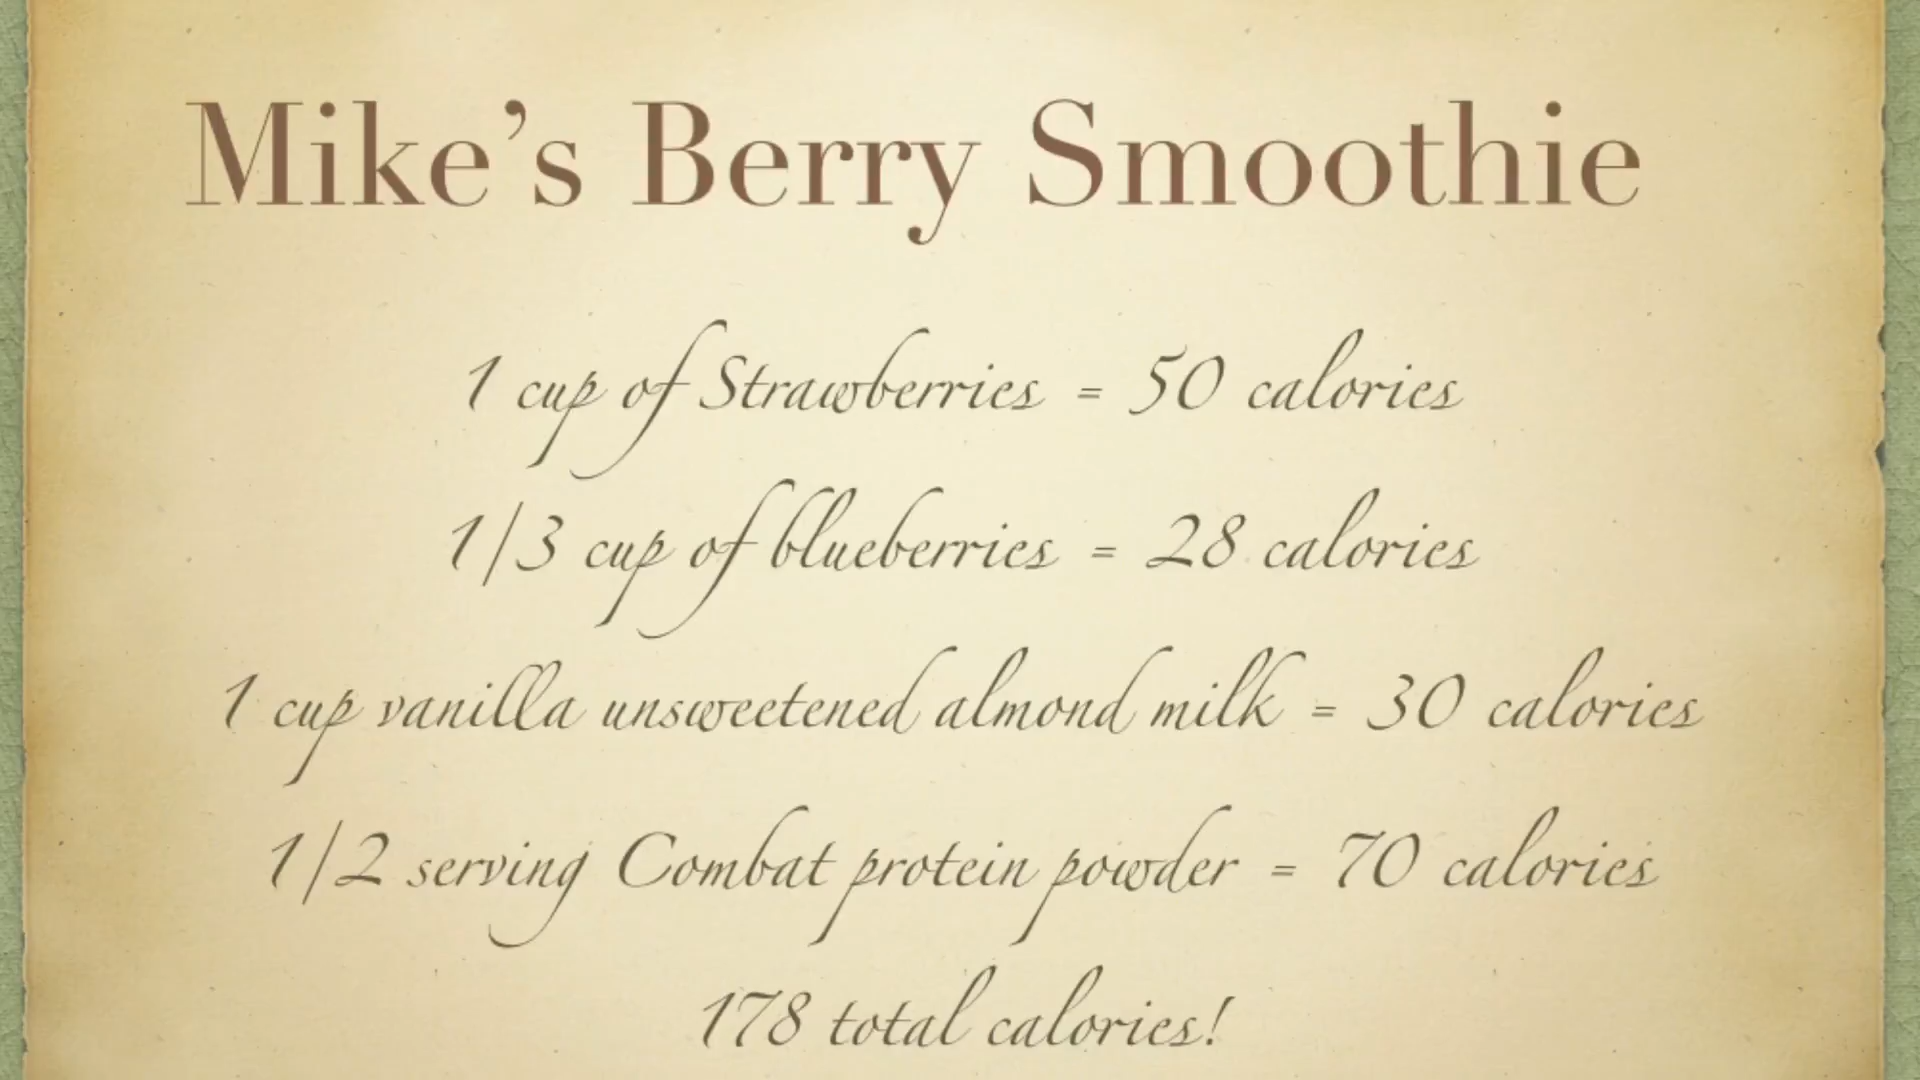 Mike's Berry Smoothie
1 cup of Strawberries = 50 calories
1/3 cup of blueberries = 28 calories
1 cup vanilla unsweetened almond milk = 30 calories
1/2 serving Combat protein powder = 70 calories
178 total calories!